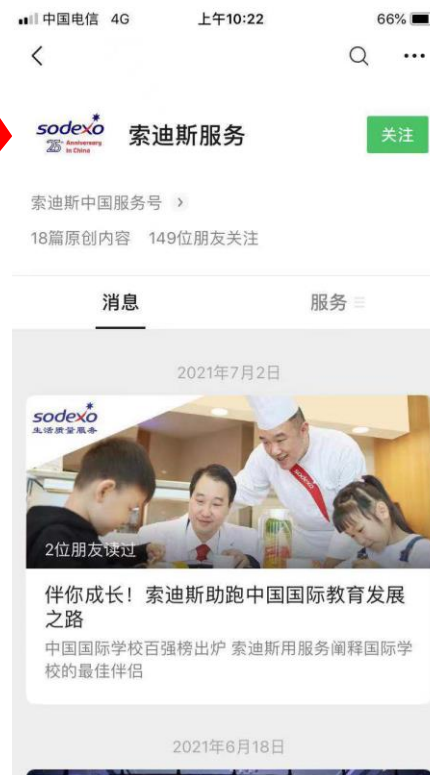 中国电信 4G 上午10:22 66%
sodexo
25th Anniversary in China
索迪斯服务
关注
索迪斯中国服务号 >
18篇原创内容 149位朋友关注
消息 服务
2021年7月2日
sodexo
生活质量服务
sodexo
2位朋友读过
伴你成长！索迪斯助跑中国国际教育发展
之路
中国国际学校百强榜出炉 索迪斯用服务阐释国际学
校的最佳伴侣
2021年6月18日